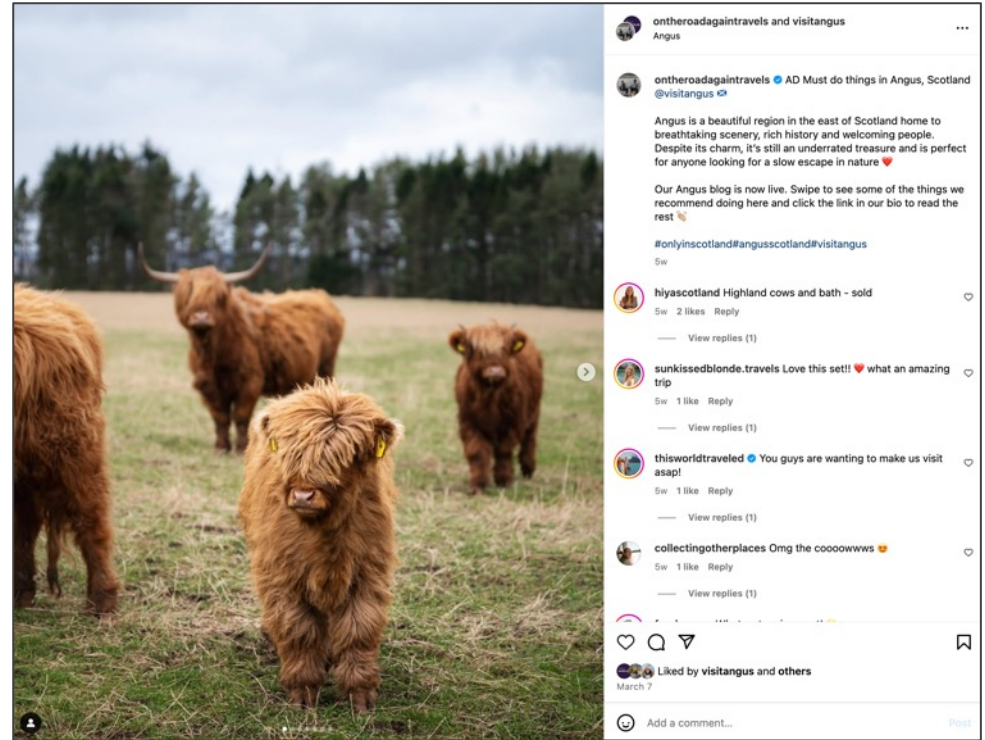 ontheroadagaintravels and visitangus
Angus
ontheroadagaintravels AD Must do things in Angus, Scotland
@visitangus 🏴󠁧󠁢󠁳󠁣󠁴󠁿
Angus is a beautiful region in the east of Scotland home to
breathtaking scenery, rich history and welcoming people.
Despite its charm, it's still an underrated treasure and is perfect
for anyone looking for a slow escape in nature ❤️
Our Angus blog is now live. Swipe to see some of the things we
recommend doing here and click the link in our bio to read the
rest 👏🏻
#onlyinscotland#angusscotland#visitangus
5w
hiyascotland Highland cows and bath - sold
5w 2 likes Reply
View replies (1)
sunkissedblonde.travels Love this set!! ❤️ what an amazing
trip
5w 1 like Reply
View replies (1)
thisworldtraveled You guys are wanting to make us visit
asap!
5w 1 like Reply
View replies (1)
collectingotherplaces Omg the coooowwws 😍
5w 1 like Reply
View replies (1)
Liked by visitangus and others
March 7
Add a comment...
Post